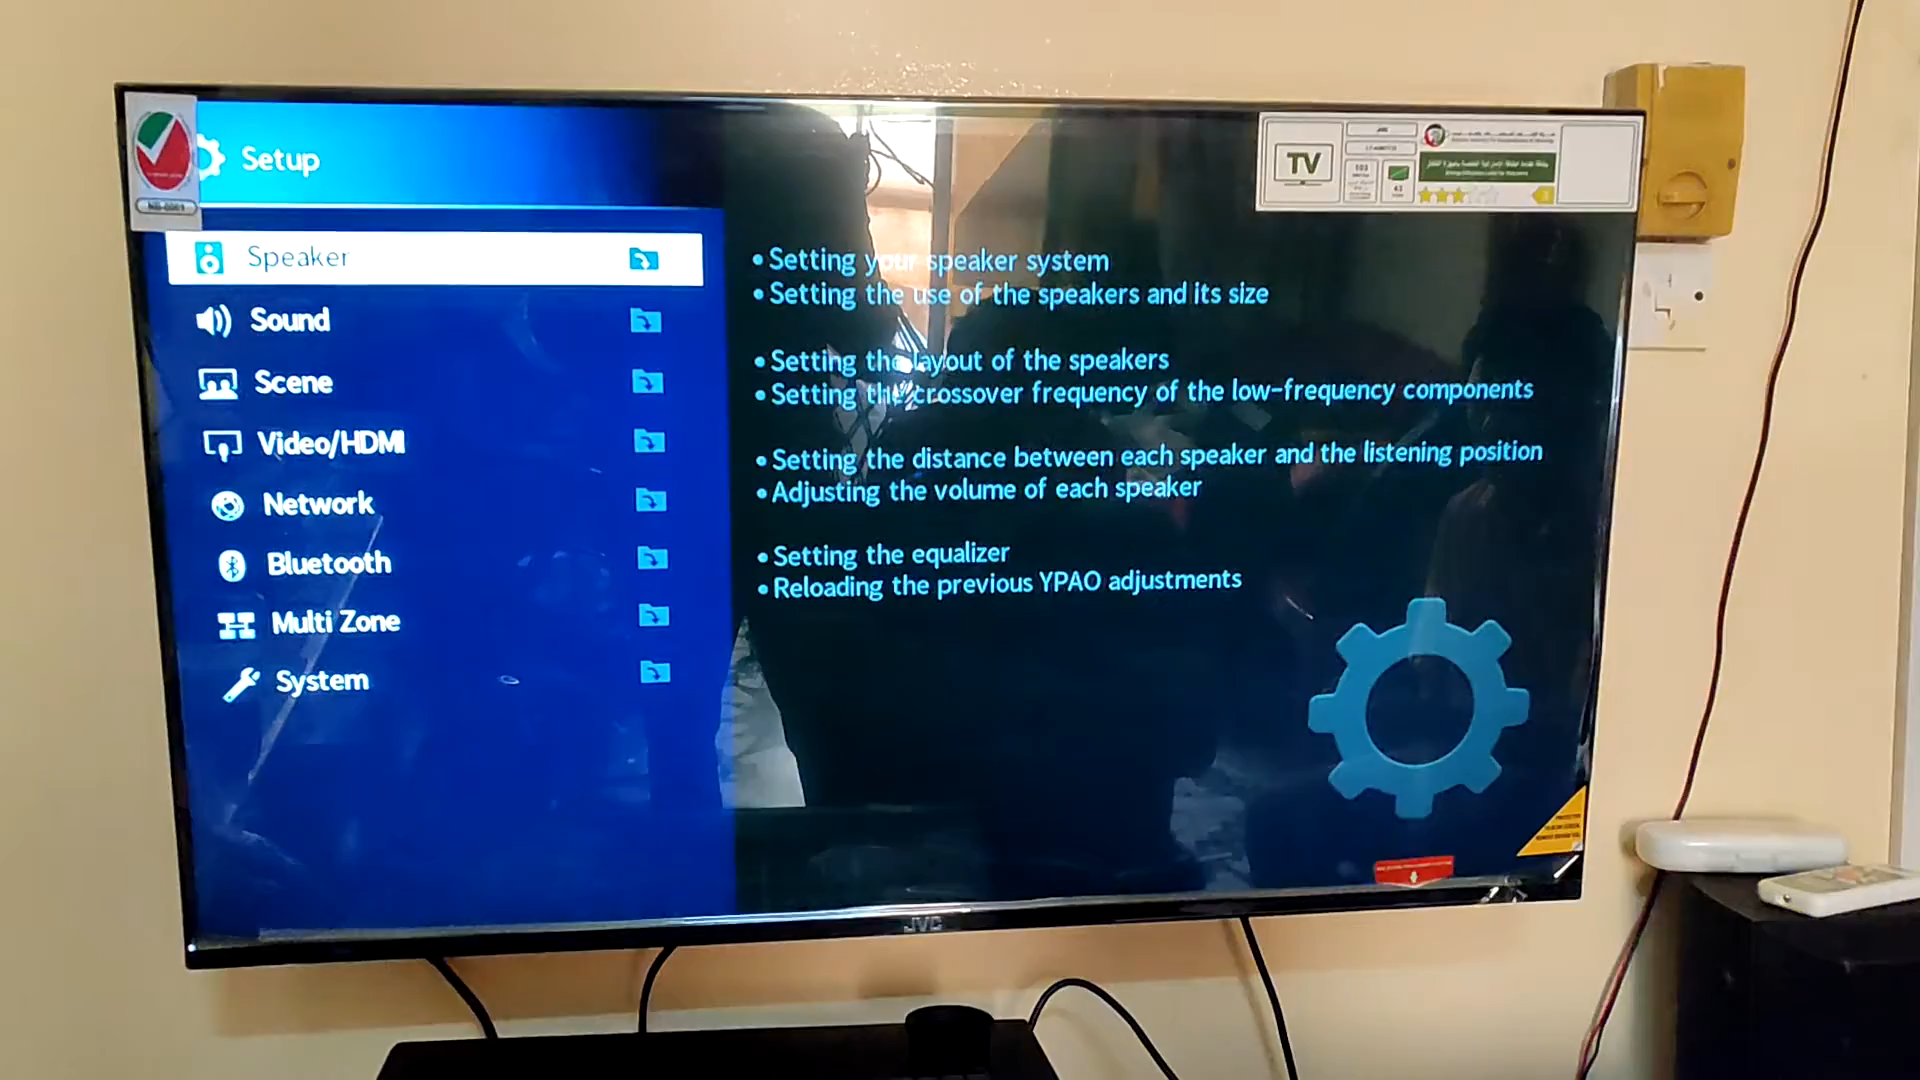 Setup
Speaker
Sound
Scene
Video/HDMI
Network
Bluetooth
Multi Zone
System
• Setting your speaker system
• Setting the use of the speakers and its size
• Setting the layout of the speakers
• Setting the crossover frequency of the low-frequency components
• Setting the distance between each speaker and the listening position
• Adjusting the volume of each speaker
• Setting the equalizer
• Reloading the previous YPAO adjustments
TV
JVC